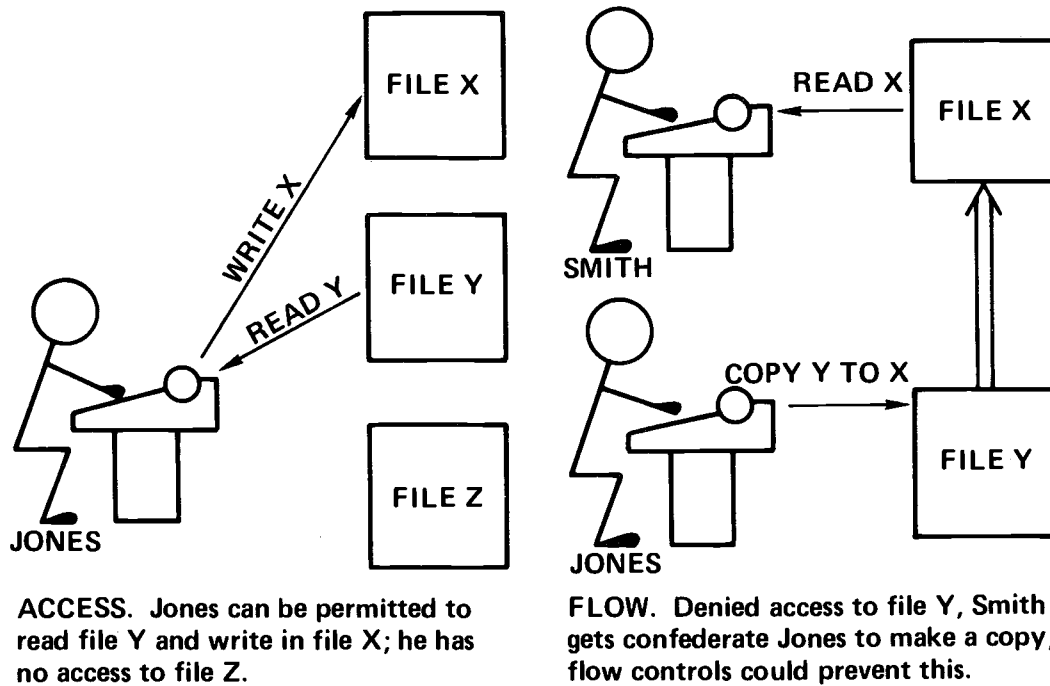 FILE X
WRITE X
FILE Y
READ Y
FILE Z
JONES
ACCESS. Jones can be permitted to
read file Y and write in file X; he has
no access to file Z.
READ X
FILE X
SMITH
COPY Y TO X
FILE Y
JONES
FLOW. Denied access to file Y, Smith
gets confederate Jones to make a copy,
flow controls could prevent this.